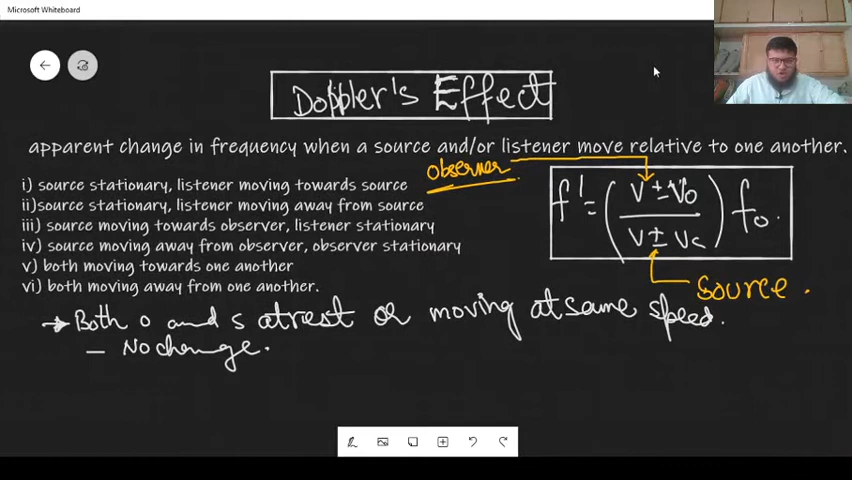 Microsoft Whiteboard
Doppler's Effect
apparent change in frequency when a source and/or listener move relative to one another.
observer
i) source stationary, listener moving towards source
ii)source stationary, listener moving away from source
iii) source moving towards observer, listener stationary
iv) source moving away from observer, observer stationary
v) both moving towards one another
vi) both moving away from one another.
f' = ( V ± Vo / V ± Vs ) fo.
Source.
→ Both o and s at rest or moving at same speed.
– No change.